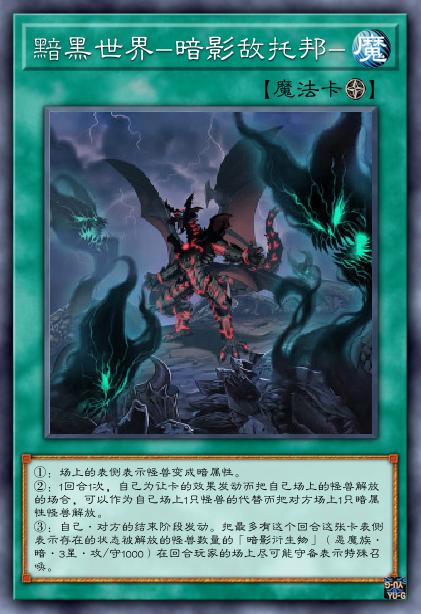 黯黑世界-暗影敌托邦-
魔
【魔法卡】
①：场上的表侧表示怪兽变成暗属性。
②：1回合1次，自己为让卡的效果发动而把自己场上的怪兽解放
的场合，可以作为自己场上1只怪兽的代替而把对方场上1只暗属
性怪兽解放。
③：自己·对方的结束阶段发动。把最多有这个回合这张卡表侧
表示存在的状态被解放的怪兽数量的「暗影衍生物」（恶魔族·
暗·3星·攻/守1000）在回合玩家的场上尽可能守备表示特殊召
唤。